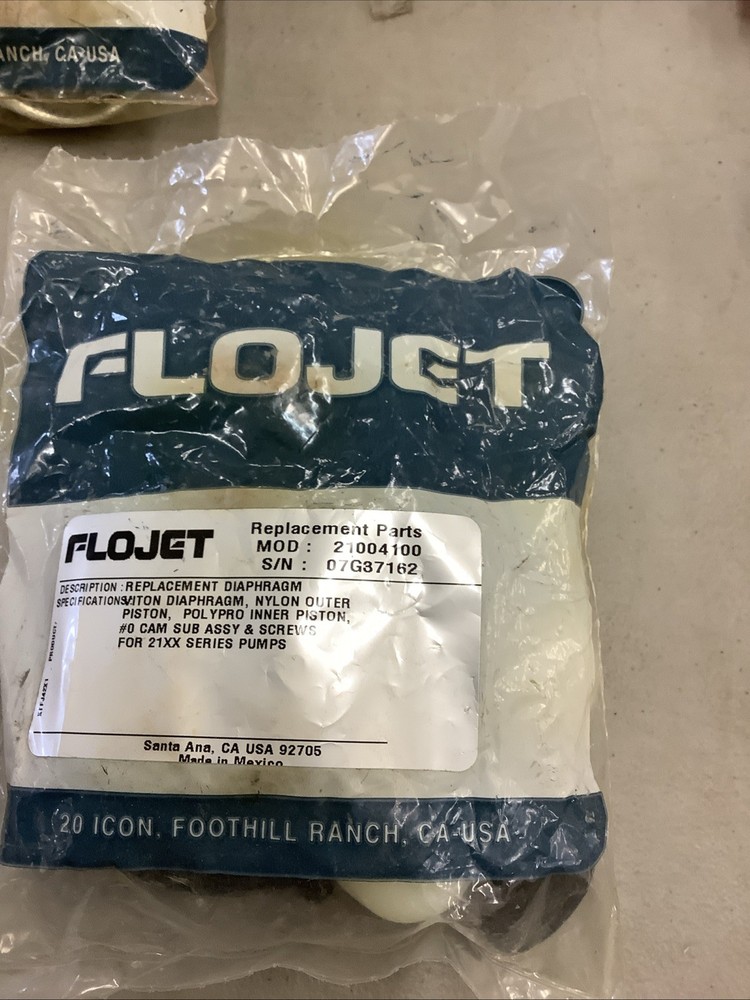 ANCH, CA-USA
FLOJET
FLOJET
Replacement Parts
MOD : 21004100
S/N : 07G37162
DESCRIPTION :REPLACEMENT DIAPHRAGM
SPECIFICATIONS:VITON DIAPHRAGM, NYLON OUTER
PISTON, POLYPRO INNER PISTON,
#0 CAM SUB ASSY & SCREWS
FOR 21XX SERIES PUMPS
Santa Ana, CA USA 92705
Made in Mexico
20 ICON, FOOTHILL RANCH, CA-USA